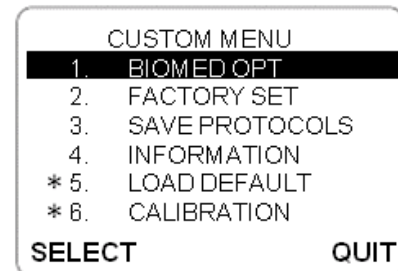 CUSTOM MENU
1. BIOMED OPT
2. FACTORY SET
3. SAVE PROTOCOLS
4. INFORMATION
* 5. LOAD DEFAULT
* 6. CALIBRATION
SELECT QUIT